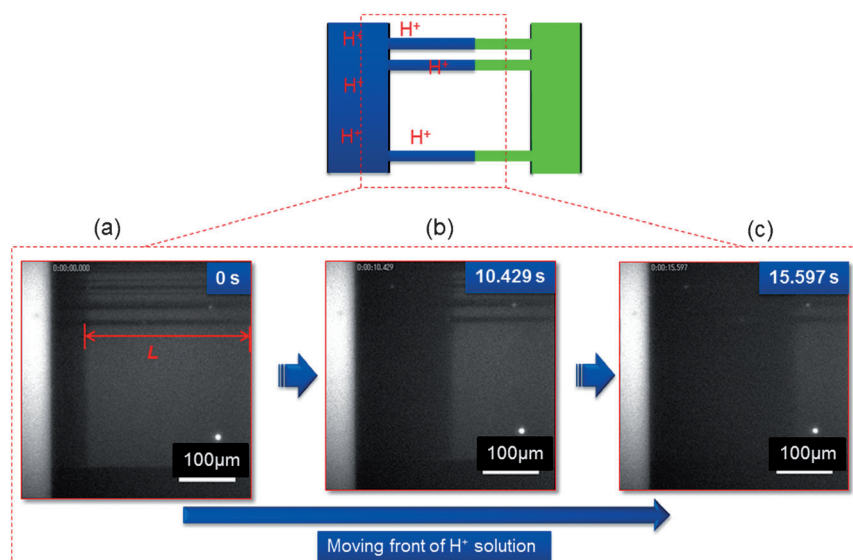 H⁺
H⁺
H⁺
H⁺
H⁺
H⁺
(a)
(b)
(c)
0:00:00.000
0 s
0:00:10.429
10.429 s
0:00:15.597
15.597 s
L
100μm
100μm
100μm
Moving front of H⁺ solution